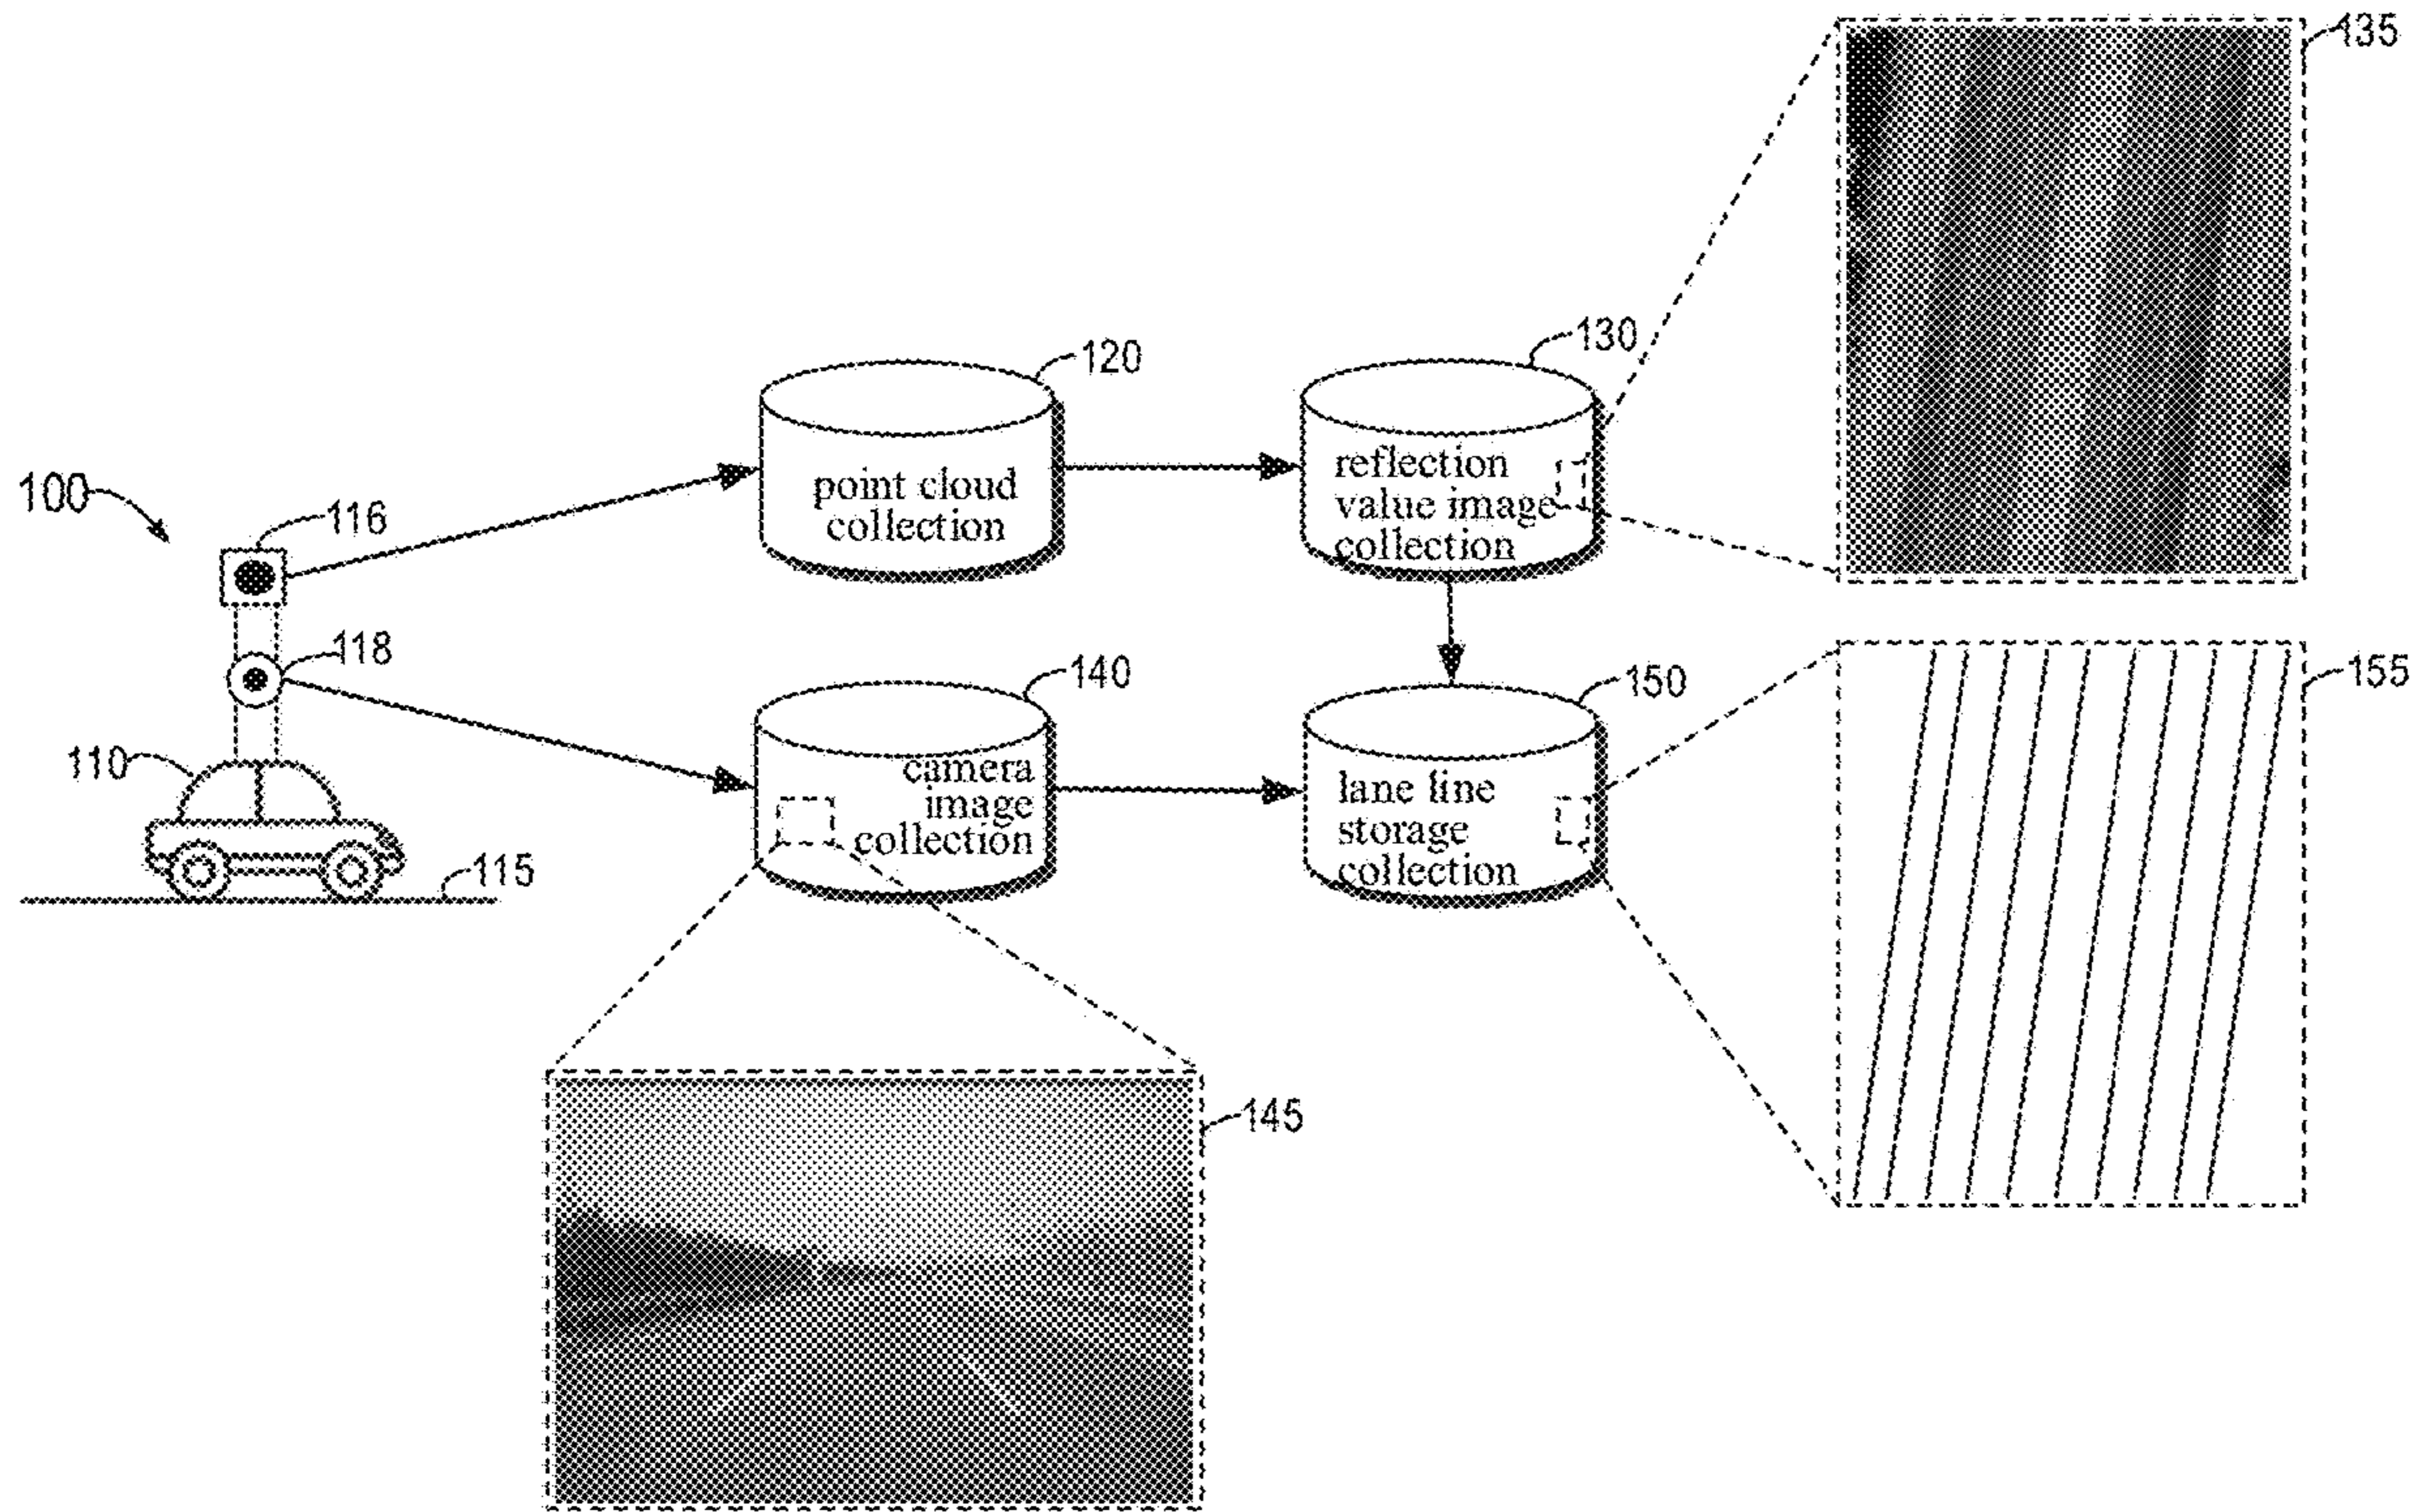 135
120
130
100
116
point cloud
collection
reflection
value image
collection
118
140
150
155
110
camera
image
collection
lane line
storage
collection
115
145